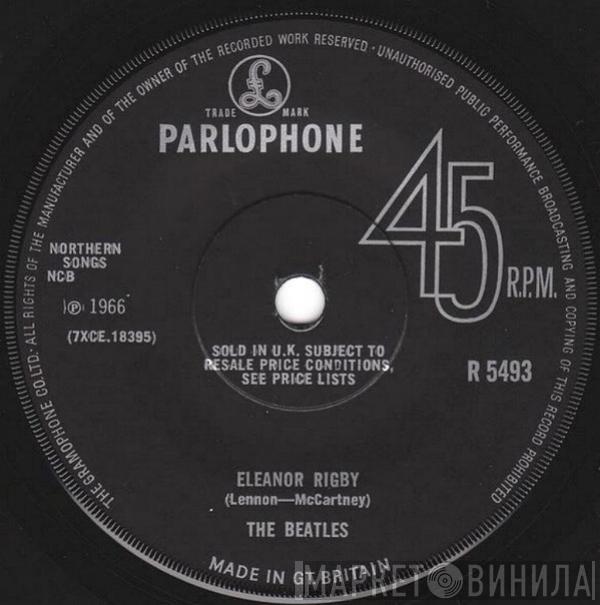 THE GRAMOPHONE CO. LTD. ALL RIGHTS OF THE MANUFACTURER AND OF THE OWNER OF THE RECORDED WORK RESERVED · UNAUTHORISED PUBLIC PERFORMANCE BROADCASTING AND COPYING OF THIS RECORD PROHIBITED
£
TRADE MARK
PARLOPHONE
45
R.P.M.
NORTHERN
SONGS
NCB
℗ 1966
(7XCE.18395)
SOLD IN U.K. SUBJECT TO
RESALE PRICE CONDITIONS,
SEE PRICE LISTS
R 5493
ELEANOR RIGBY
(Lennon—McCartney)
THE BEATLES
MADE IN GT. BRITAIN
МАРКЕТ ВИНИЛА